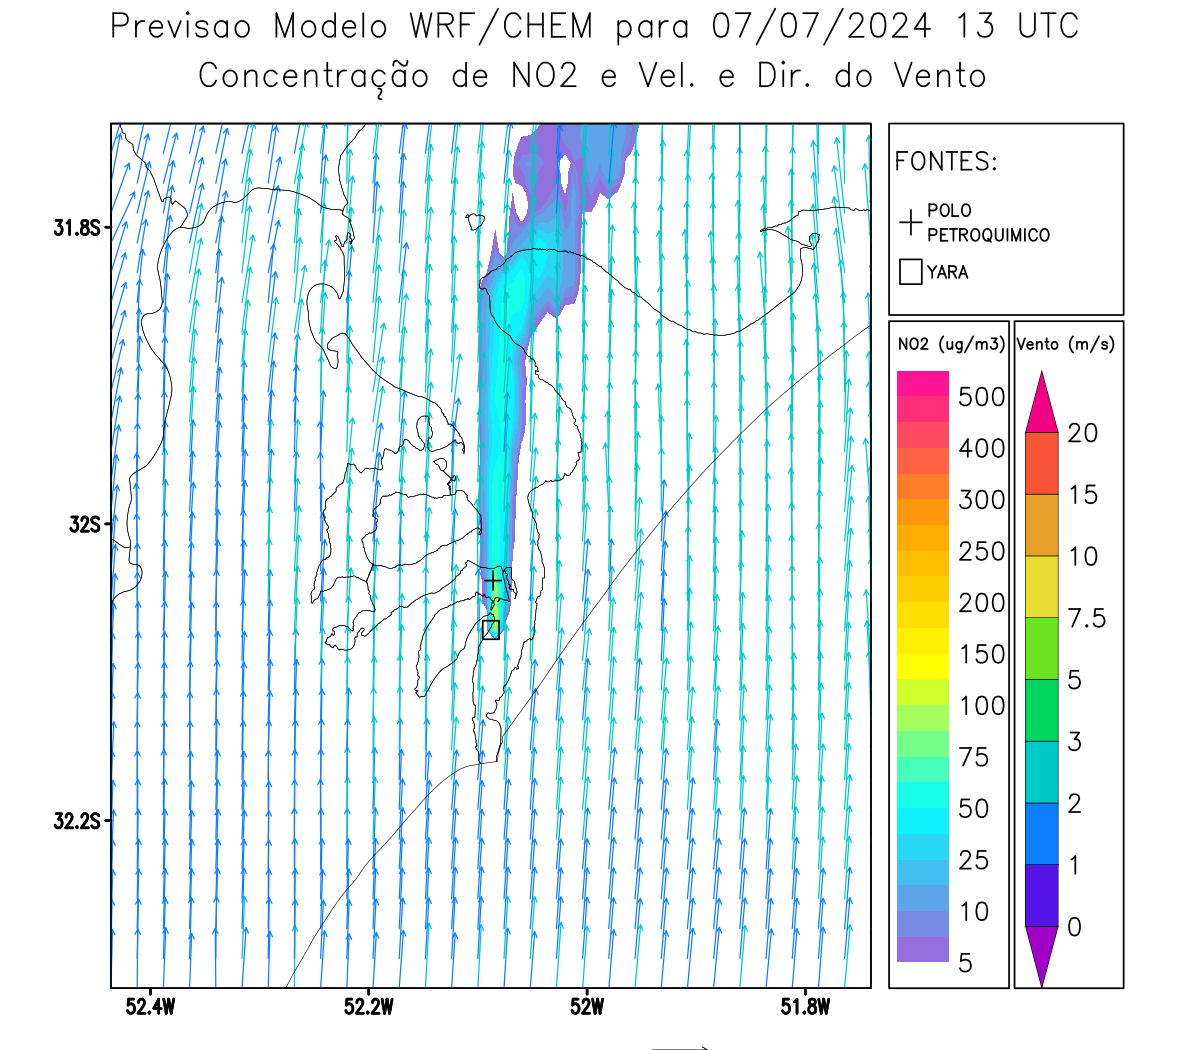 Previsao Modelo WRF/CHEM para 07/07/2024 13 UTC
Concentração de NO2 e Vel. e Dir. do Vento
FONTES:
POLO
PETROQUIMICO
YARA
NO2 (ug/m3)
500
400
300
250
200
150
100
75
50
25
10
5
Vento (m/s)
20
15
10
7.5
5
3
2
1
0
31.8S
32S
32.2S
52.4W
52.2W
52W
51.8W